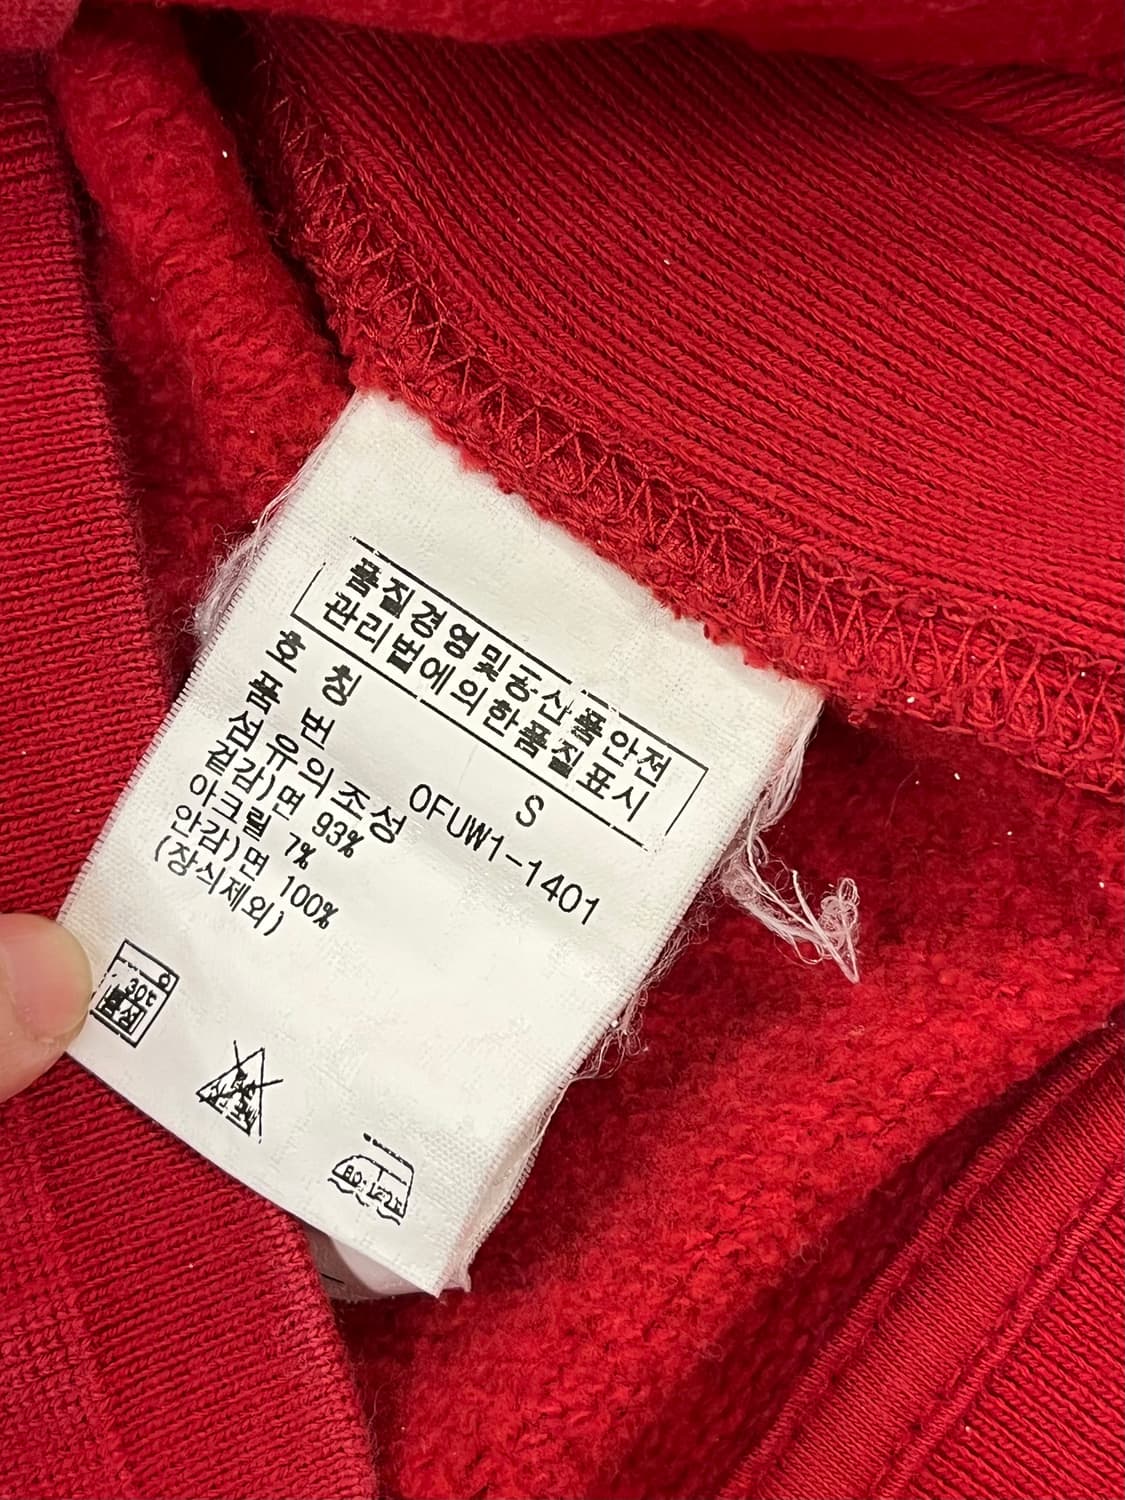 품질경영및공산품안전
관리법에의한품질표시
호 칭 S
품 번 OFUW1-1401
섬유의조성
겉감)면 93%
아크릴 7%
안감)면 100%
(장식제외)
30℃